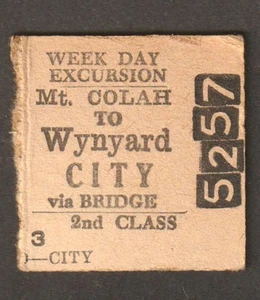 WEEK DAY
EXCURSION
Mt. COLAH
TO
Wynyard
CITY
via BRIDGE
2nd CLASS
3
—CITY
5257